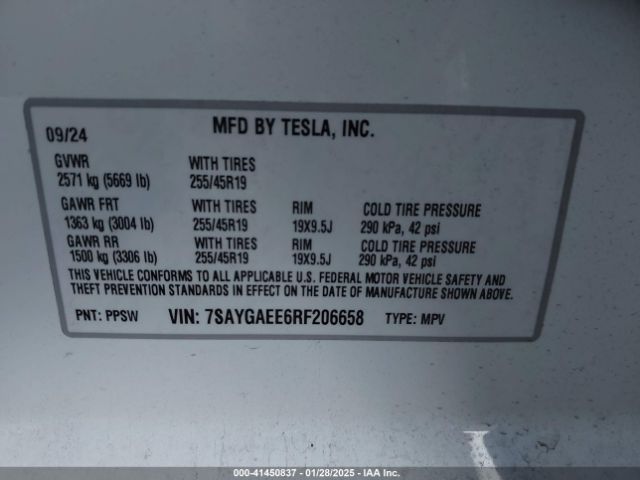 09/24 MFD BY TESLA, INC.
GVWR WITH TIRES
2571 kg (5669 lb) 255/45R19
GAWR FRT WITH TIRES RIM COLD TIRE PRESSURE
1363 kg (3004 lb) 255/45R19 19X9.5J 290 kPa, 42 psi
GAWR RR WITH TIRES RIM COLD TIRE PRESSURE
1500 kg (3306 lb) 255/45R19 19X9.5J 290 kPa, 42 psi
THIS VEHICLE CONFORMS TO ALL APPLICABLE U.S. FEDERAL MOTOR VEHICLE SAFETY AND
THEFT PREVENTION STANDARDS IN EFFECT ON THE DATE OF MANUFACTURE SHOWN ABOVE.
PNT: PPSW VIN: 7SAYGAEE6RF206658 TYPE: MPV
000-41450837 - 01/28/2025 - IAA Inc.